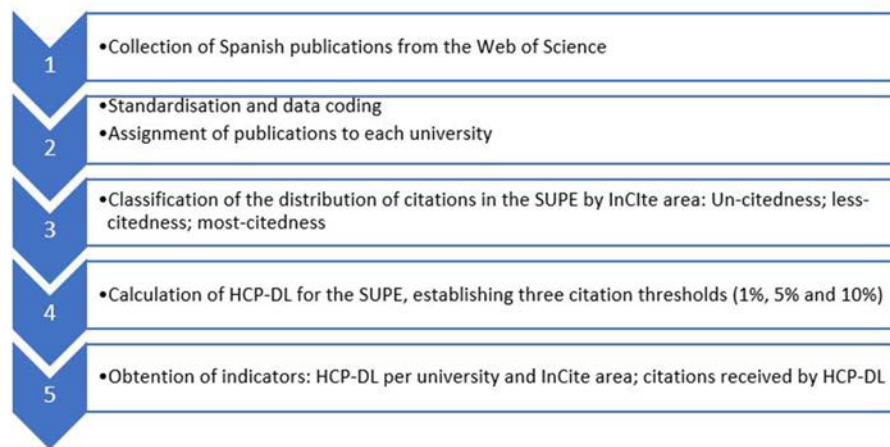 1
•Collection of Spanish publications from the Web of Science
2
•Standardisation and data coding
•Assignment of publications to each university
3
•Classification of the distribution of citations in the SUPE by InCIte area: Un-citedness; less-
citedness; most-citedness
4
•Calculation of HCP-DL for the SUPE, establishing three citation thresholds (1%, 5% and 10%)
5
•Obtention of indicators: HCP-DL per university and InCite area; citations received by HCP-DL